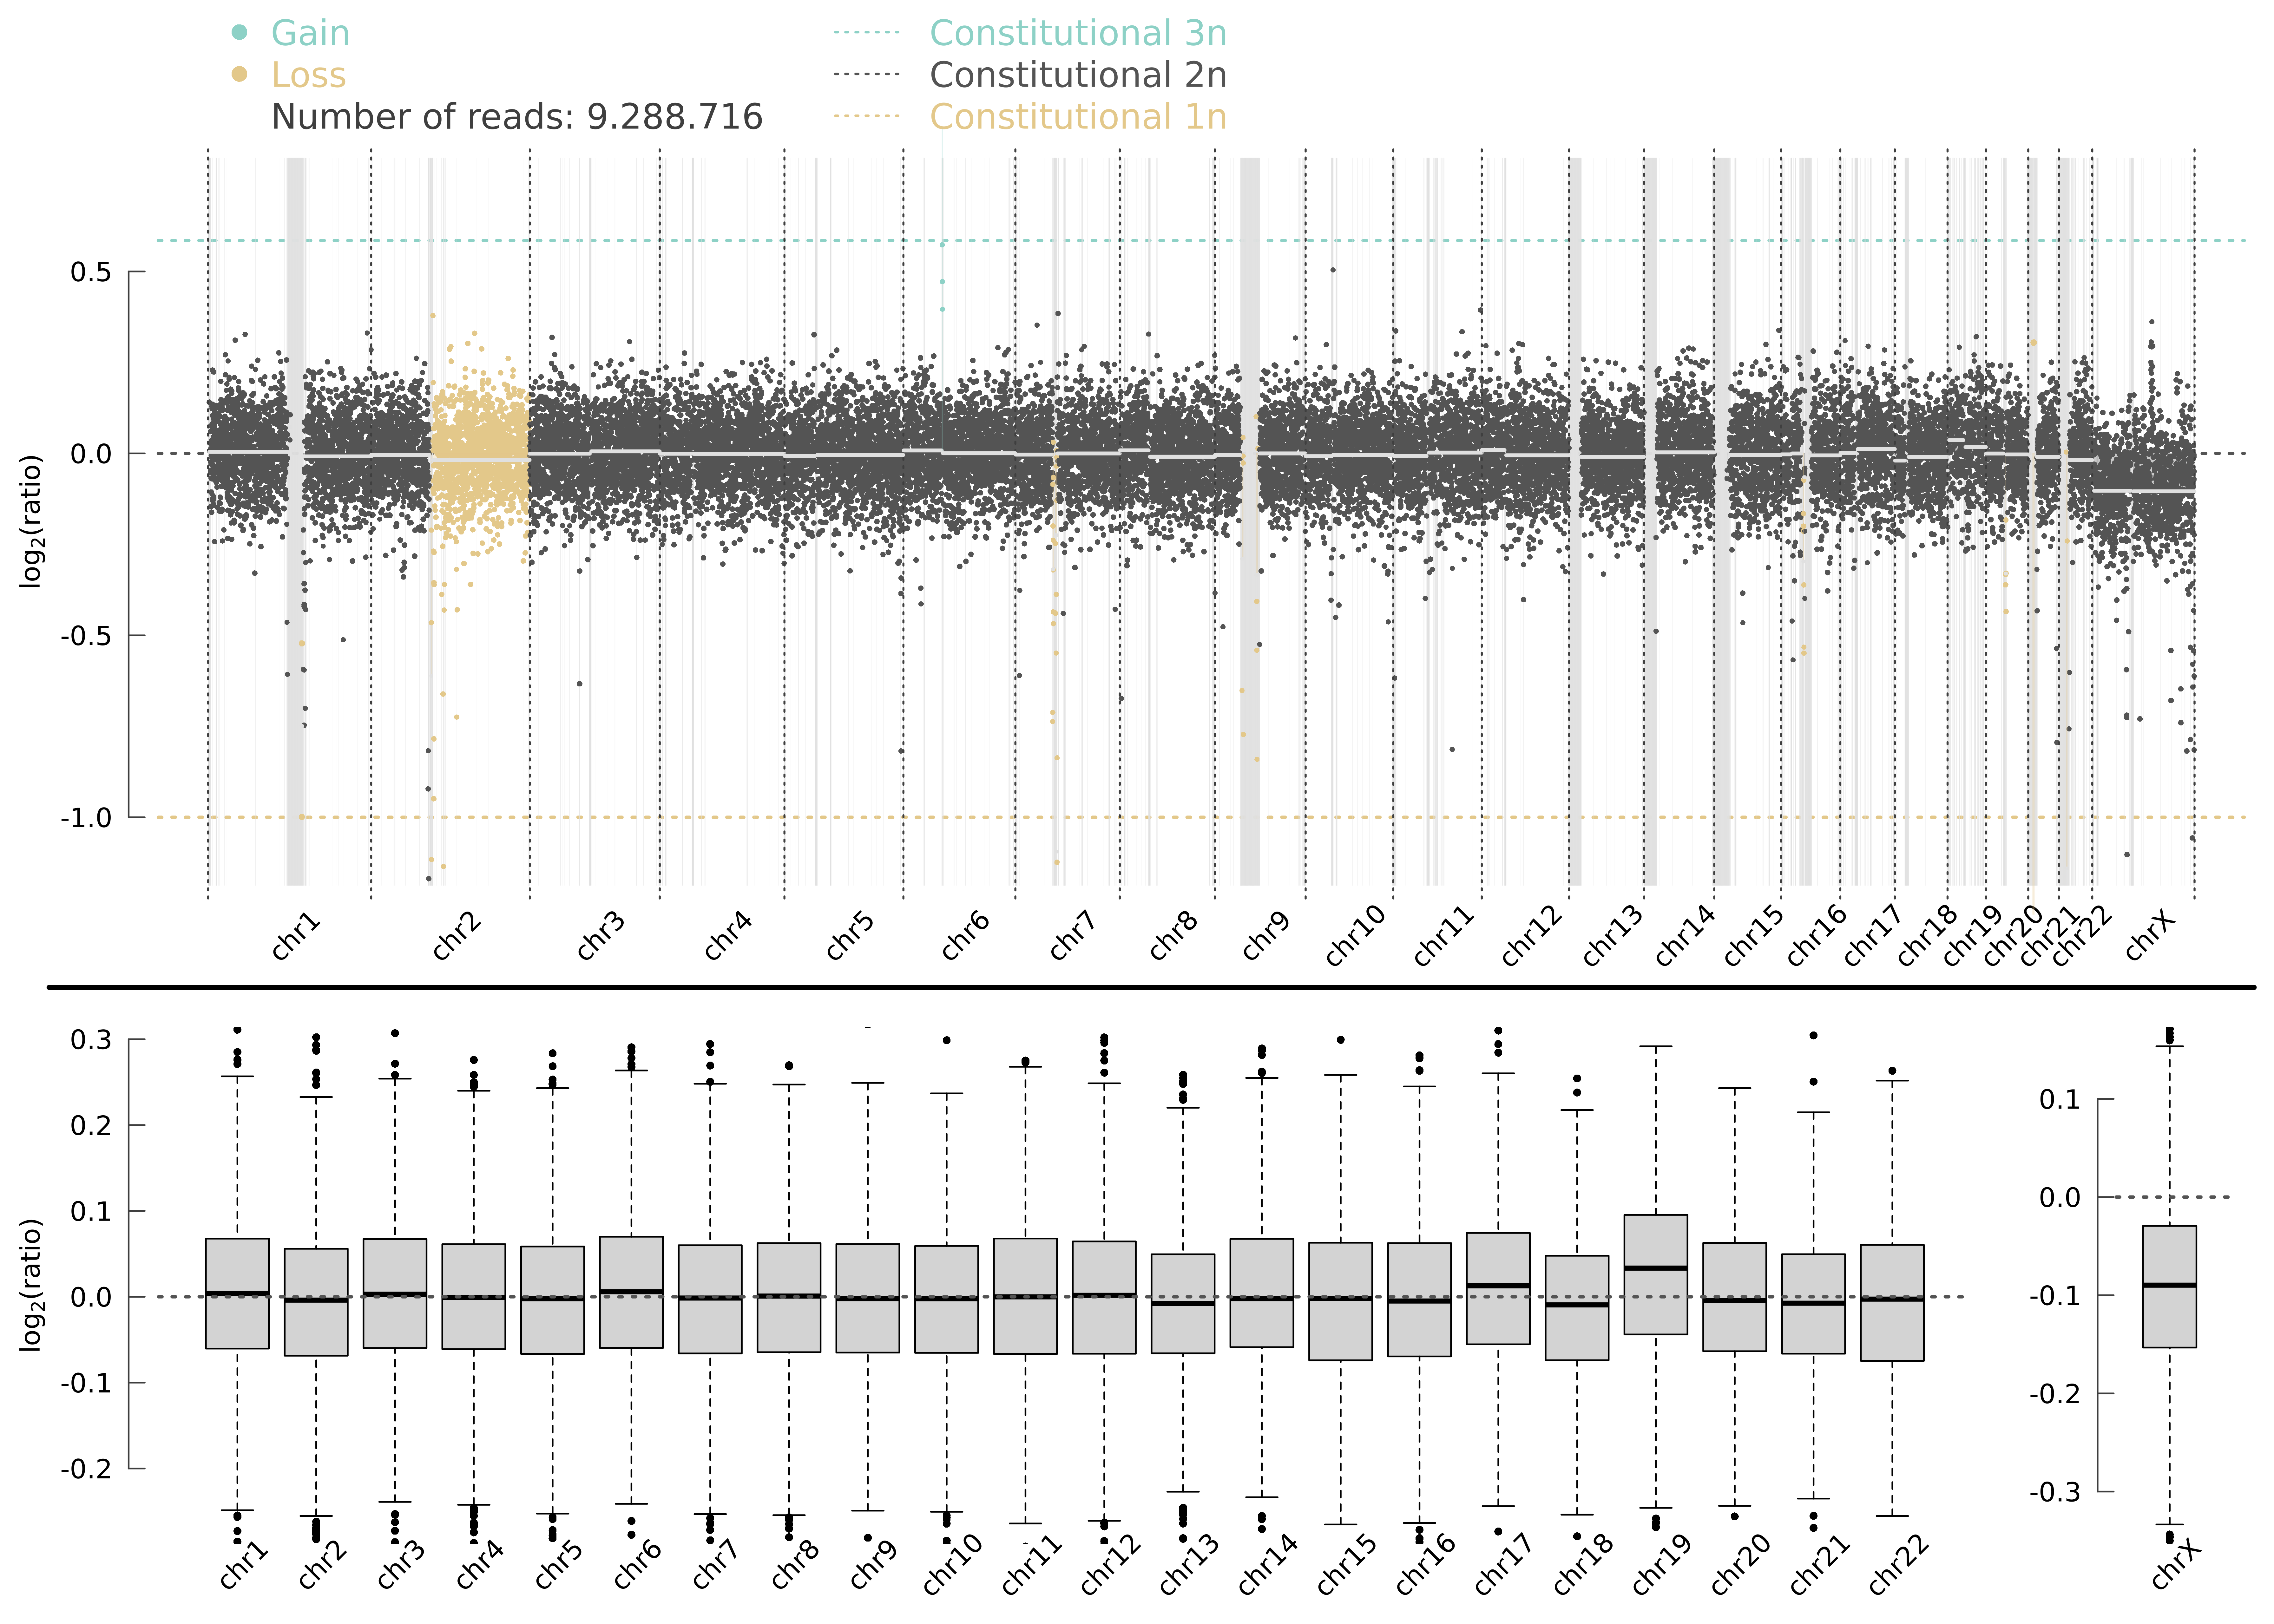 Gain
Loss
Number of reads: 9.288.716
Constitutional 3n
Constitutional 2n
Constitutional 1n
0.5
0.0
-0.5
-1.0
log₂(ratio)
chr1
chr2
chr3
chr4
chr5
chr6
chr7
chr8
chr9
chr10
chr11
chr12
chr13
chr14
chr15
chr16
chr17
chr18
chr19
chr20
chr21
chr22
chrX
0.3
0.2
0.1
0.0
-0.1
-0.2
log₂(ratio)
chr1
chr2
chr3
chr4
chr5
chr6
chr7
chr8
chr9
chr10
chr11
chr12
chr13
chr14
chr15
chr16
chr17
chr18
chr19
chr20
chr21
chr22
0.1
0.0
-0.1
-0.2
-0.3
chrX